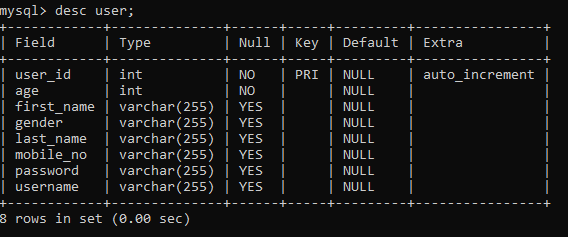 mysql> desc user;
+------------+--------------+------+-----+---------+----------------+
| Field      | Type         | Null | Key | Default | Extra          |
+------------+--------------+------+-----+---------+----------------+
| user_id    | int          | NO   | PRI | NULL    | auto_increment |
| age        | int          | NO   |     | NULL    |                |
| first_name | varchar(255) | YES  |     | NULL    |                |
| gender     | varchar(255) | YES  |     | NULL    |                |
| last_name  | varchar(255) | YES  |     | NULL    |                |
| mobile_no  | varchar(255) | YES  |     | NULL    |                |
| password   | varchar(255) | YES  |     | NULL    |                |
| username   | varchar(255) | YES  |     | NULL    |                |
+------------+--------------+------+-----+---------+----------------+
8 rows in set (0.00 sec)